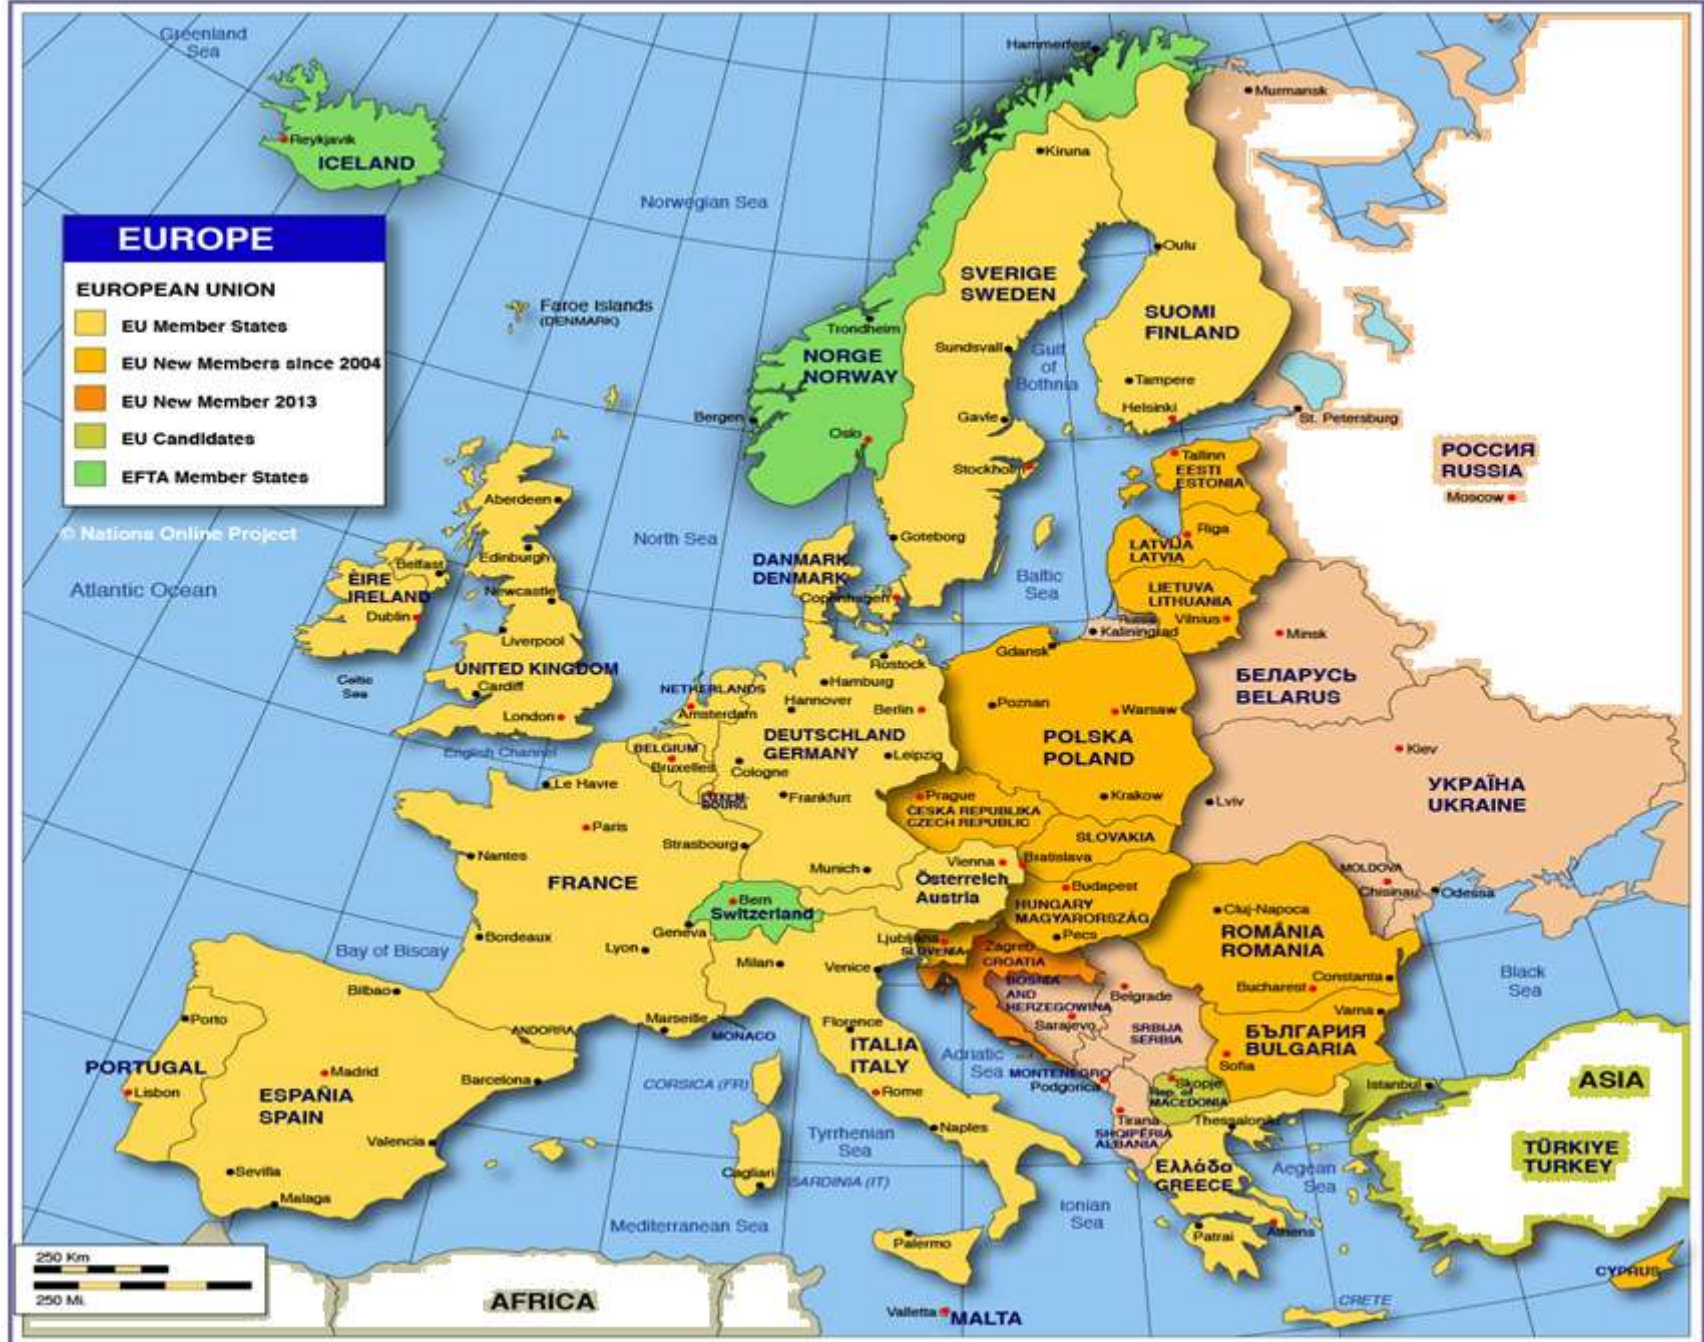 Greenland
Sea
Hammerfest
Murmansk
Reykjavik
ICELAND
Kiruna
Norwegian Sea
EUROPE
EUROPEAN UNION
EU Member States
EU New Members since 2004
EU New Member 2013
EU Candidates
EFTA Member States
© Nations Online Project
Oulu
SVERIGE
SWEDEN
SUOMI
FINLAND
Faroe Islands
(DENMARK)
Trondheim
NORGE
NORWAY
Sundsvall
Gulf
of
Bothnia
Tampere
Helsinki
Bergen
Gavle
Oslo
St. Petersburg
Stockholm
Tallinn
EESTI
ESTONIA
РОССИЯ
RUSSIA
Moscow
Aberdeen
North Sea
Goteborg
Riga
LATVIJA
LATVIA
Edinburgh
Belfast
ÈIRE
IRELAND
Dublin
Newcastle
Atlantic Ocean
DANMARK
DENMARK
Copenhagen
Baltic
Sea
LIETUVA
LITHUANIA
Russia
Vilnius
Kaliningrad
Minsk
Liverpool
UNITED KINGDOM
Cardiff
London
Celtic
Sea
Gdansk
Rostock
Hamburg
NETHERLANDS
Amsterdam
Hannover
Berlin
Poznan
Warsaw
БЕЛАРУСЬ
BELARUS
DEUTSCHLAND
GERMANY
Leipzig
POLSKA
POLAND
Kiev
English Channel
BELGIUM
Bruxelles
Cologne
Le Havre
LUXEM-
BOURG
Frankfurt
Prague
ČESKÁ REPUBLIKA
CZECH REPUBLIC
Krakow
Lviv
УКРАЇНА
UKRAINE
Paris
Strasbourg
SLOVAKIA
Nantes
Munich
Vienna
Bratislava
Österreich
Austria
FRANCE
Budapest
HUNGARY
MAGYARORSZÁG
MOLDOVA
Chisinau
Odessa
Bern
Switzerland
Geneva
Pecs
Cluj-Napoca
ROMÂNIA
ROMANIA
Bordeaux
Bay of Biscay
Lyon
Milan
Venice
Ljubljana
SLOVENIA
Zagreb
CROATIA
Constanta
Bucharest
Black
Sea
Bilbao
BOSNIA
AND
HERZEGOWINA
Sarajevo
Belgrade
SRBIJA
SERBIA
Varna
БЪЛГАРИЯ
BULGARIA
Sofia
Porto
ANDORRA
Marseille
MONACO
Florence
ITALIA
ITALY
Adriatic
Sea
MONTENEGRO
Podgorica
PORTUGAL
Lisbon
Madrid
ESPAÑIA
SPAIN
Barcelona
CORSICA (FR)
Rome
Skopje
Rep. of
MACEDONIA
Istanbul
ASIA
Tirana
SHQIPËRIA
ALBANIA
Thessaloniki
Naples
Valencia
Tyrrhenian
Sea
TÜRKIYE
TURKEY
Sevilla
Malaga
Cagliari
SARDINIA (IT)
Ελλάδα
GREECE
Aegean
Sea
Ionian
Sea
Mediterranean Sea
Palermo
Patrai
Athens
250 Km
250 Mi.
AFRICA
Valletta
MALTA
CRETE
CYPRUS